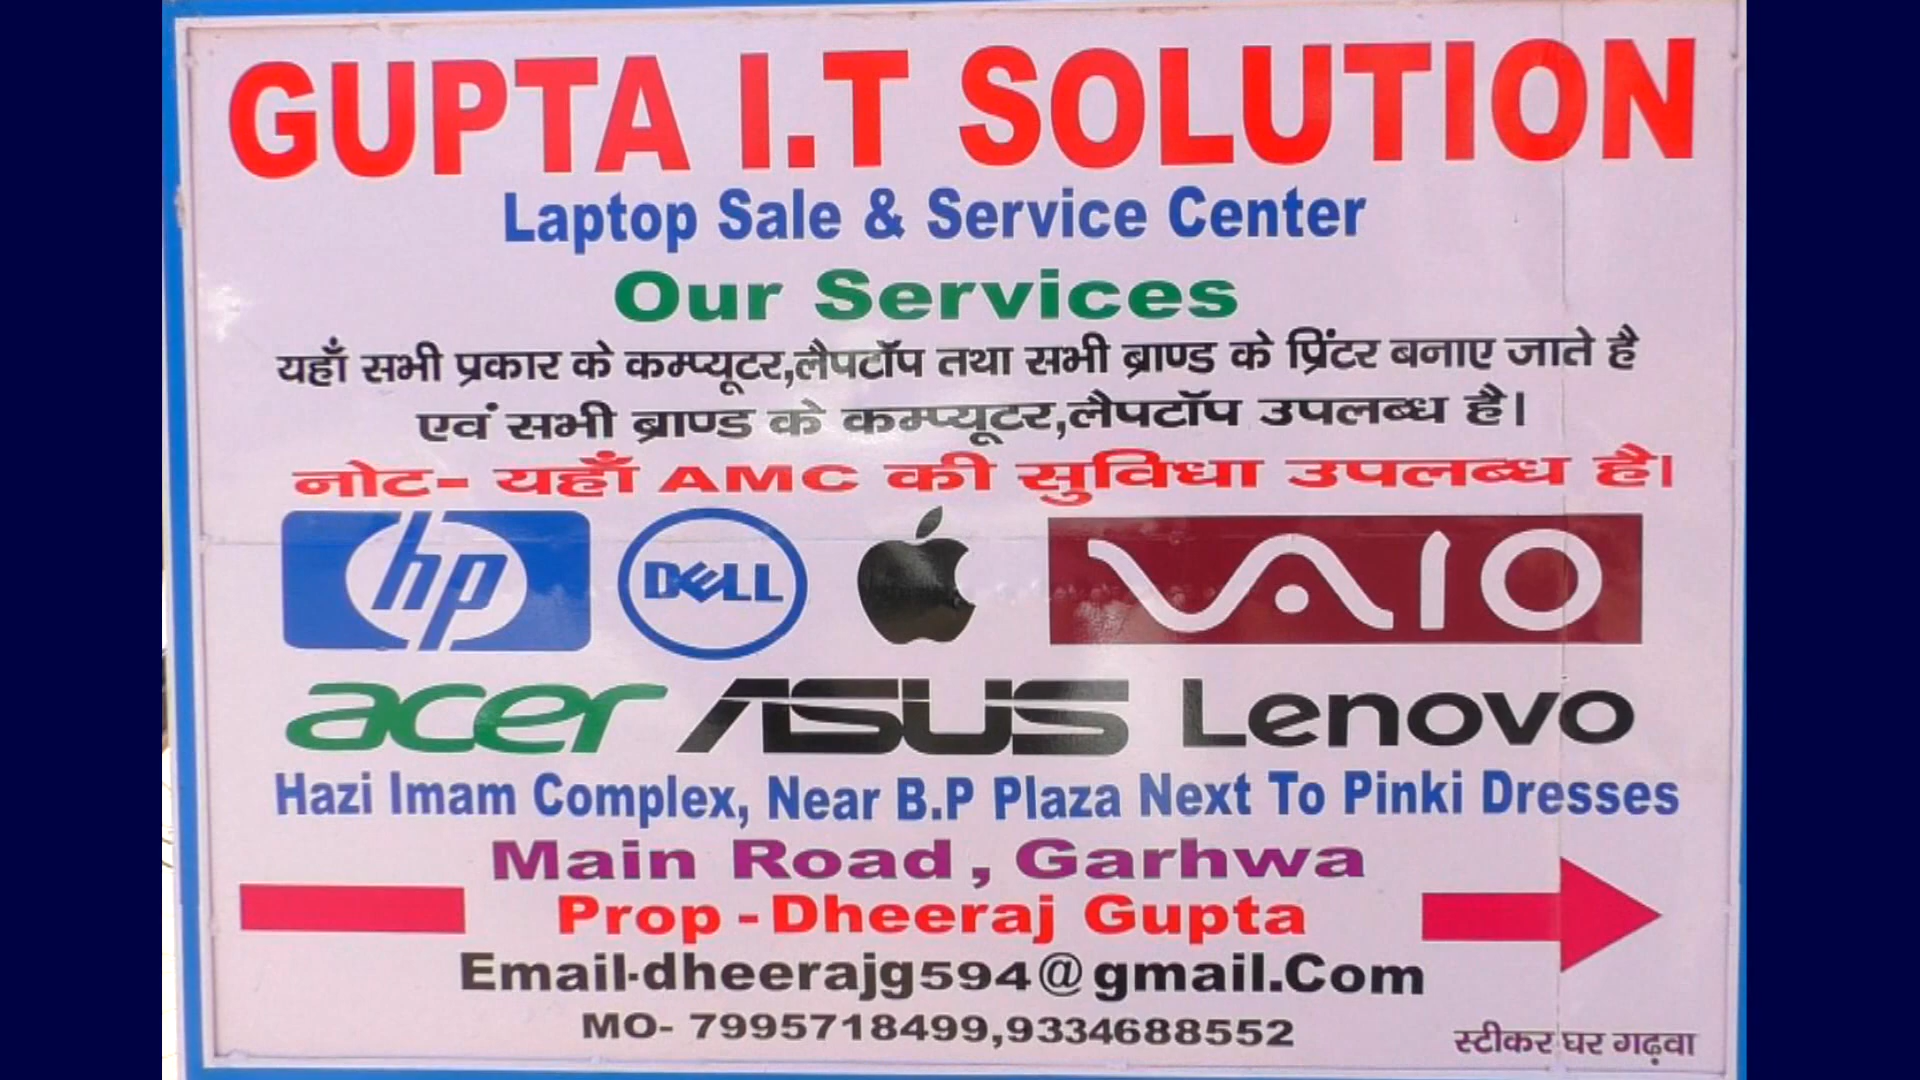 GUPTA I.T SOLUTION
Laptop Sale & Service Center
Our Services
यहाँ सभी प्रकार के कम्प्यूटर,लैपटॉप तथा सभी ब्राण्ड के प्रिंटर बनाए जाते है
एवं सभी ब्राण्ड के कम्प्यूटर,लैपटॉप उपलब्ध है।
नोट- यहाँ AMC की सुविधा उपलब्ध है।
hp DELL VAIO
acer ASUS Lenovo
Hazi Imam Complex, Near B.P Plaza Next To Pinki Dresses
Main Road , Garhwa
Prop - Dheeraj Gupta
Email-dheerajg594@gmail.Com
MO- 7995718499,9334688552
स्टीकर घर गढ़वा